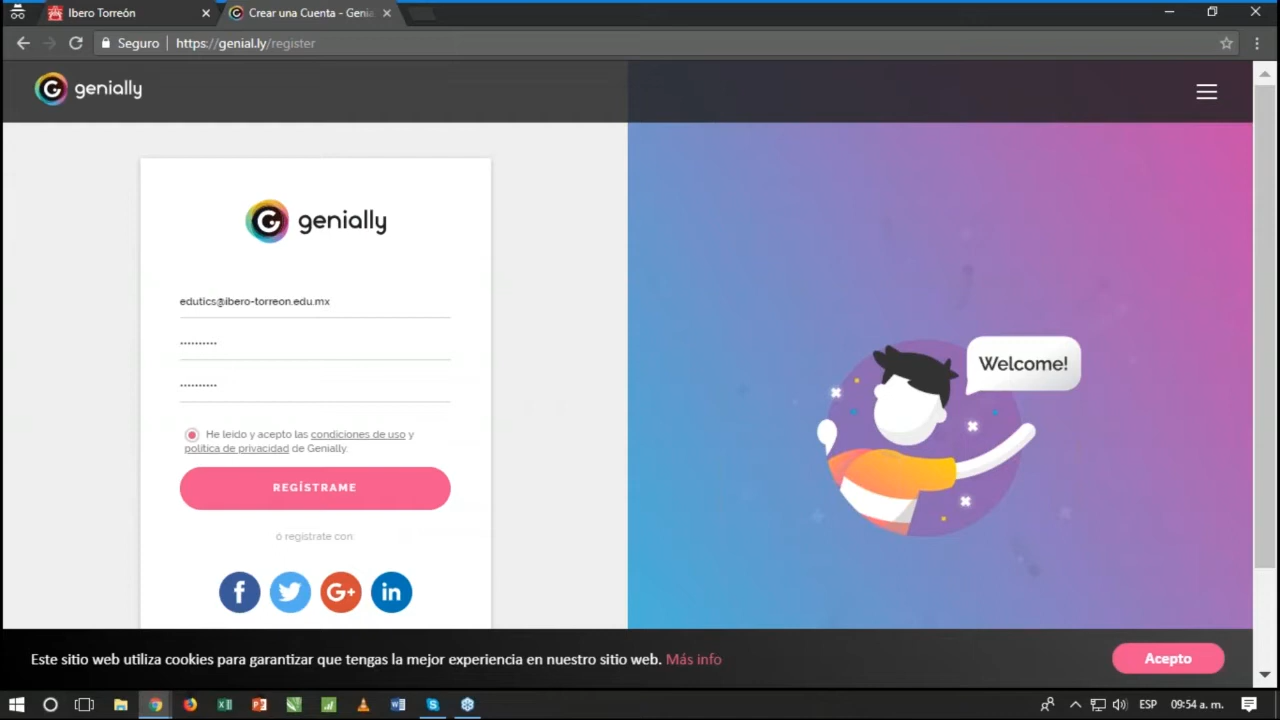 Ibero Torreón
Crear una Cuenta - Genia
Seguro
https://genial.ly/register
genially
genially
edutics@ibero-torreon.edu.mx
He leido y acepto las condiciones de uso y
política de privacidad de Genially.
REGÍSTRAME
ó regístrate con:
f
G+
in
Welcome!
Este sitio web utiliza cookies para garantizar que tengas la mejor experiencia en nuestro sitio web. Más info
Acepto
ESP
09:54 a. m.